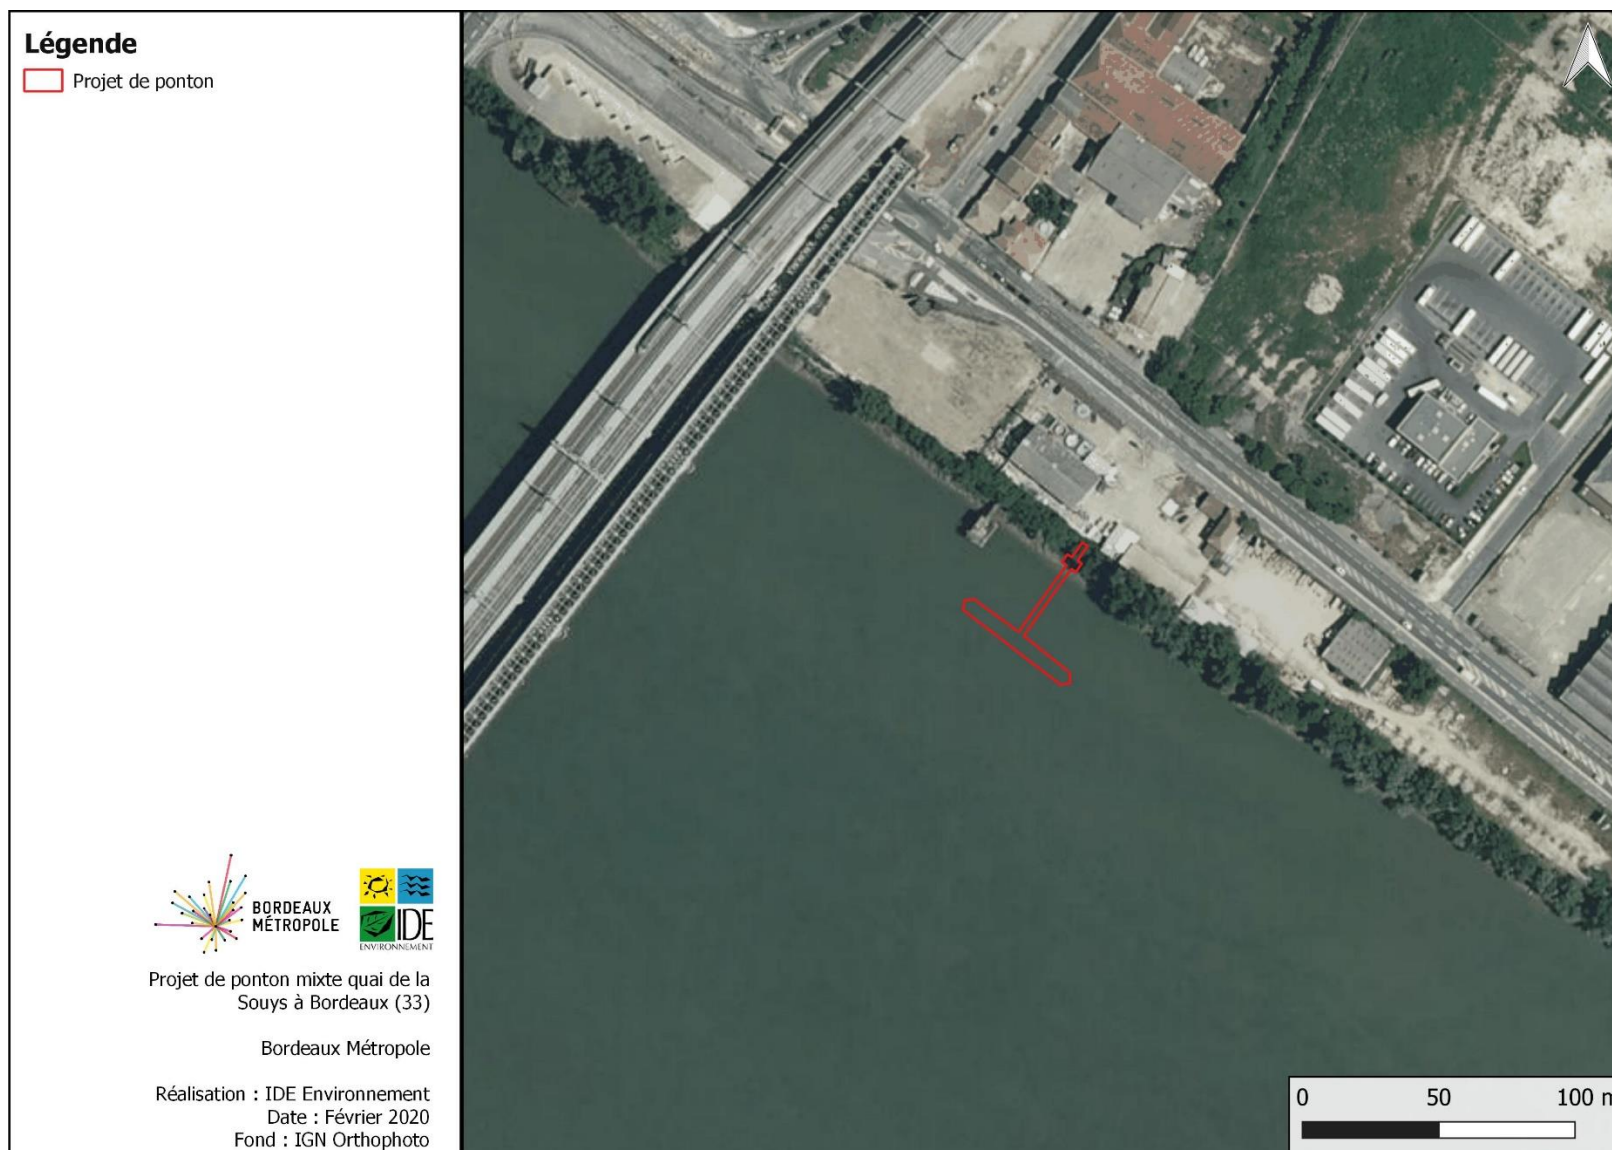 Légende
Projet de ponton
BORDEAUX
MÉTROPOLE
IDE
ENVIRONNEMENT
Projet de ponton mixte quai de la
Souys à Bordeaux (33)
Bordeaux Métropole
Réalisation : IDE Environnement
Date : Février 2020
Fond : IGN Orthophoto
0 50 100 m